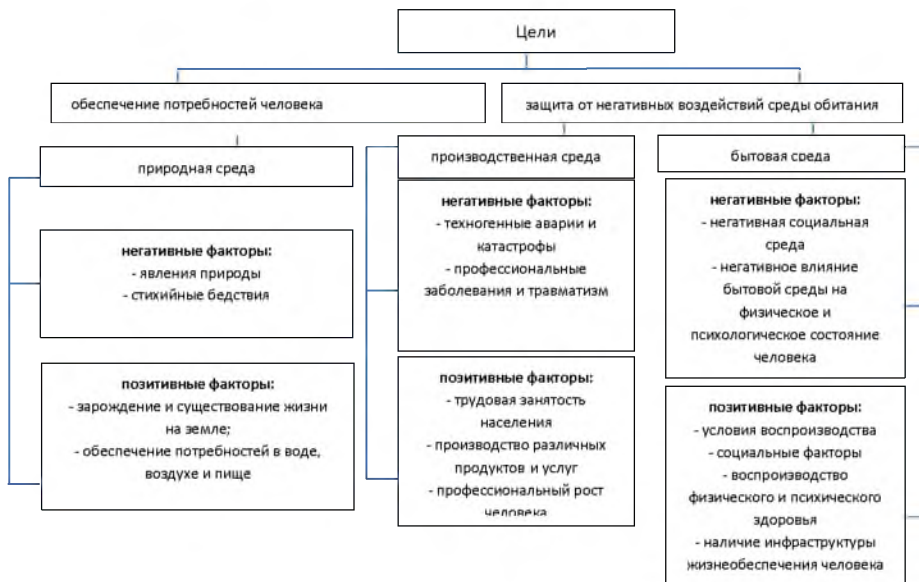 Цели
обеспечение потребностей человека
защита от негативных воздействий среды обитания
природная среда
негативные факторы:
- явления природы
- стихийные бедствия
позитивные факторы:
- зарождение и существование жизни
на земле;
- обеспечение потребностей в воде,
воздухе и пище
производственная среда
негативные факторы:
- техногенные аварии и
катастрофы
- профессиональные
заболевания и травматизм
позитивные факторы:
- трудовая занятость
населения
- производство различных
продуктов и услуг
- профессиональный рост
человека
бытовая среда
негативные факторы:
- негативная социальная
среда
- негативное влияние
бытовой среды на
физическое и
психологическое состояние
человека
позитивные факторы:
- условия воспроизводства
- социальные факторы
- воспроизводство
физического и психического
здоровья
- наличие инфраструктуры
жизнеобеспечения человека